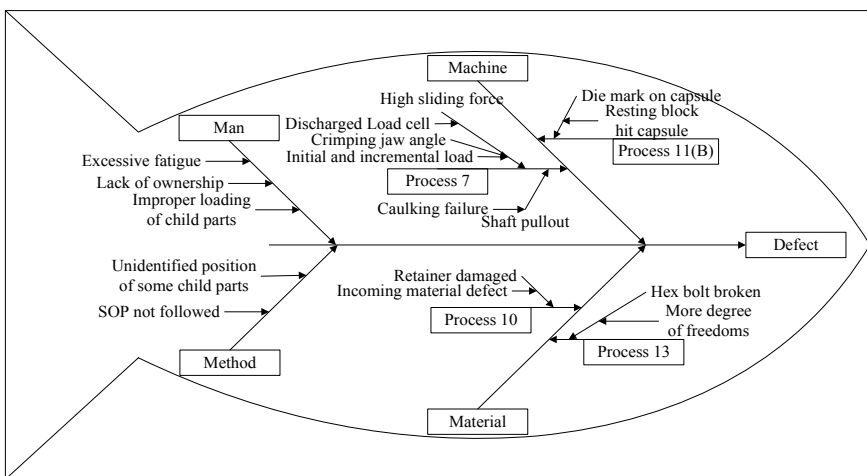 Machine
High sliding force
Die mark on capsule
Resting block
hit capsule
Process 11(B)
Discharged Load cell
Crimping jaw angle
Initial and incremental load
Process 7
Caulking failure
Shaft pullout
Man
Excessive fatigue
Lack of ownership
Improper loading
of child parts
Defect
Unidentified position
of some child parts
SOP not followed
Method
Retainer damaged
Incoming material defect
Process 10
Hex bolt broken
More degree
of freedoms
Process 13
Material